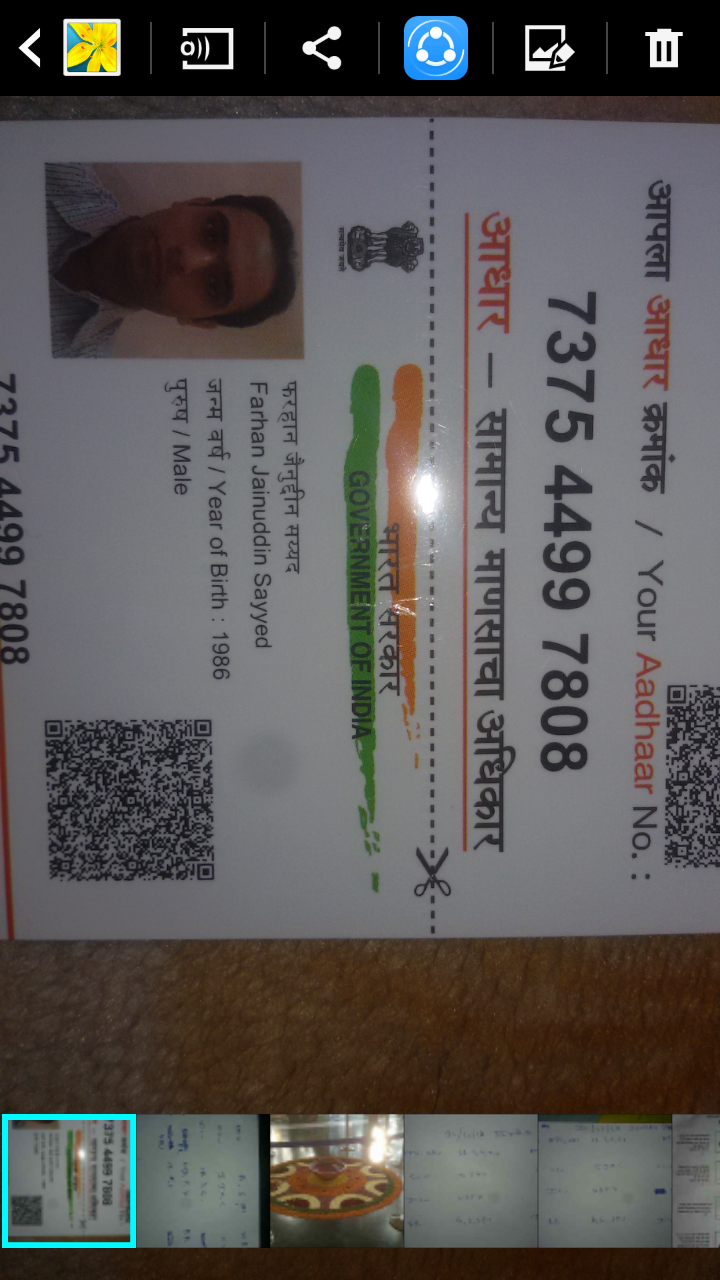 आपला आधार क्रमांक / Your Aadhaar No. :
7375 4499 7808
आधार — सामान्य माणसाचा अधिकार
भारत सरकार
GOVERNMENT OF INDIA
फरहान जैनुद्दीन सय्यद
Farhan Jainuddin Sayyed
जन्म वर्ष / Year of Birth : 1986
पुरुष / Male
7375 4499 7808